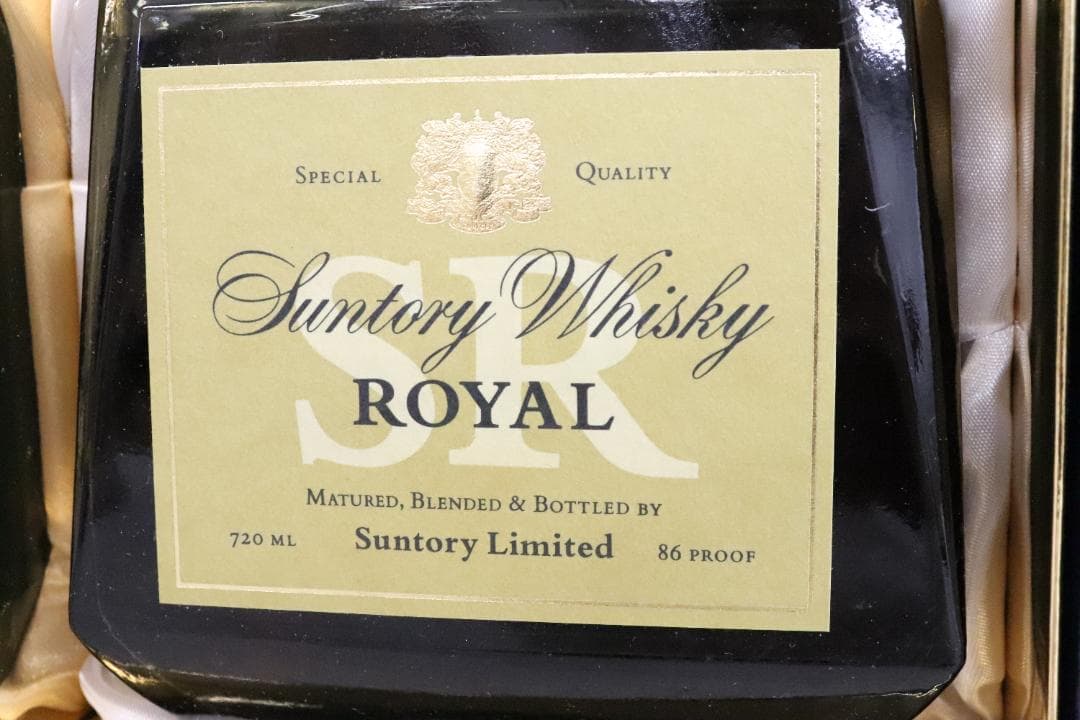 SPECIAL QUALITY
SR
Suntory Whisky
ROYAL
MATURED, BLENDED & BOTTLED BY
720 ML Suntory Limited 86 PROOF